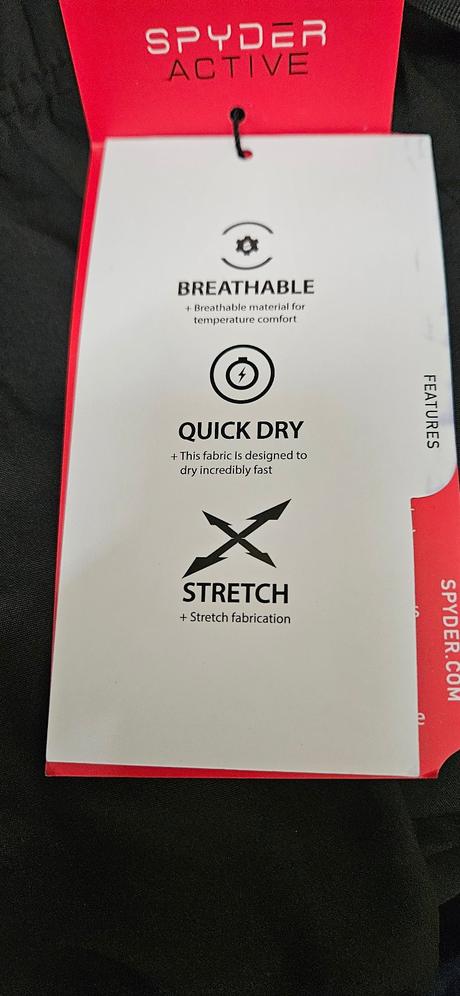 SPYDER
ACTIVE
BREATHABLE
+ Breathable material for
temperature comfort
FEATURES
QUICK DRY
+ This fabric is designed to
dry incredibly fast
STRETCH
+ Stretch fabrication
SPYDER.COM